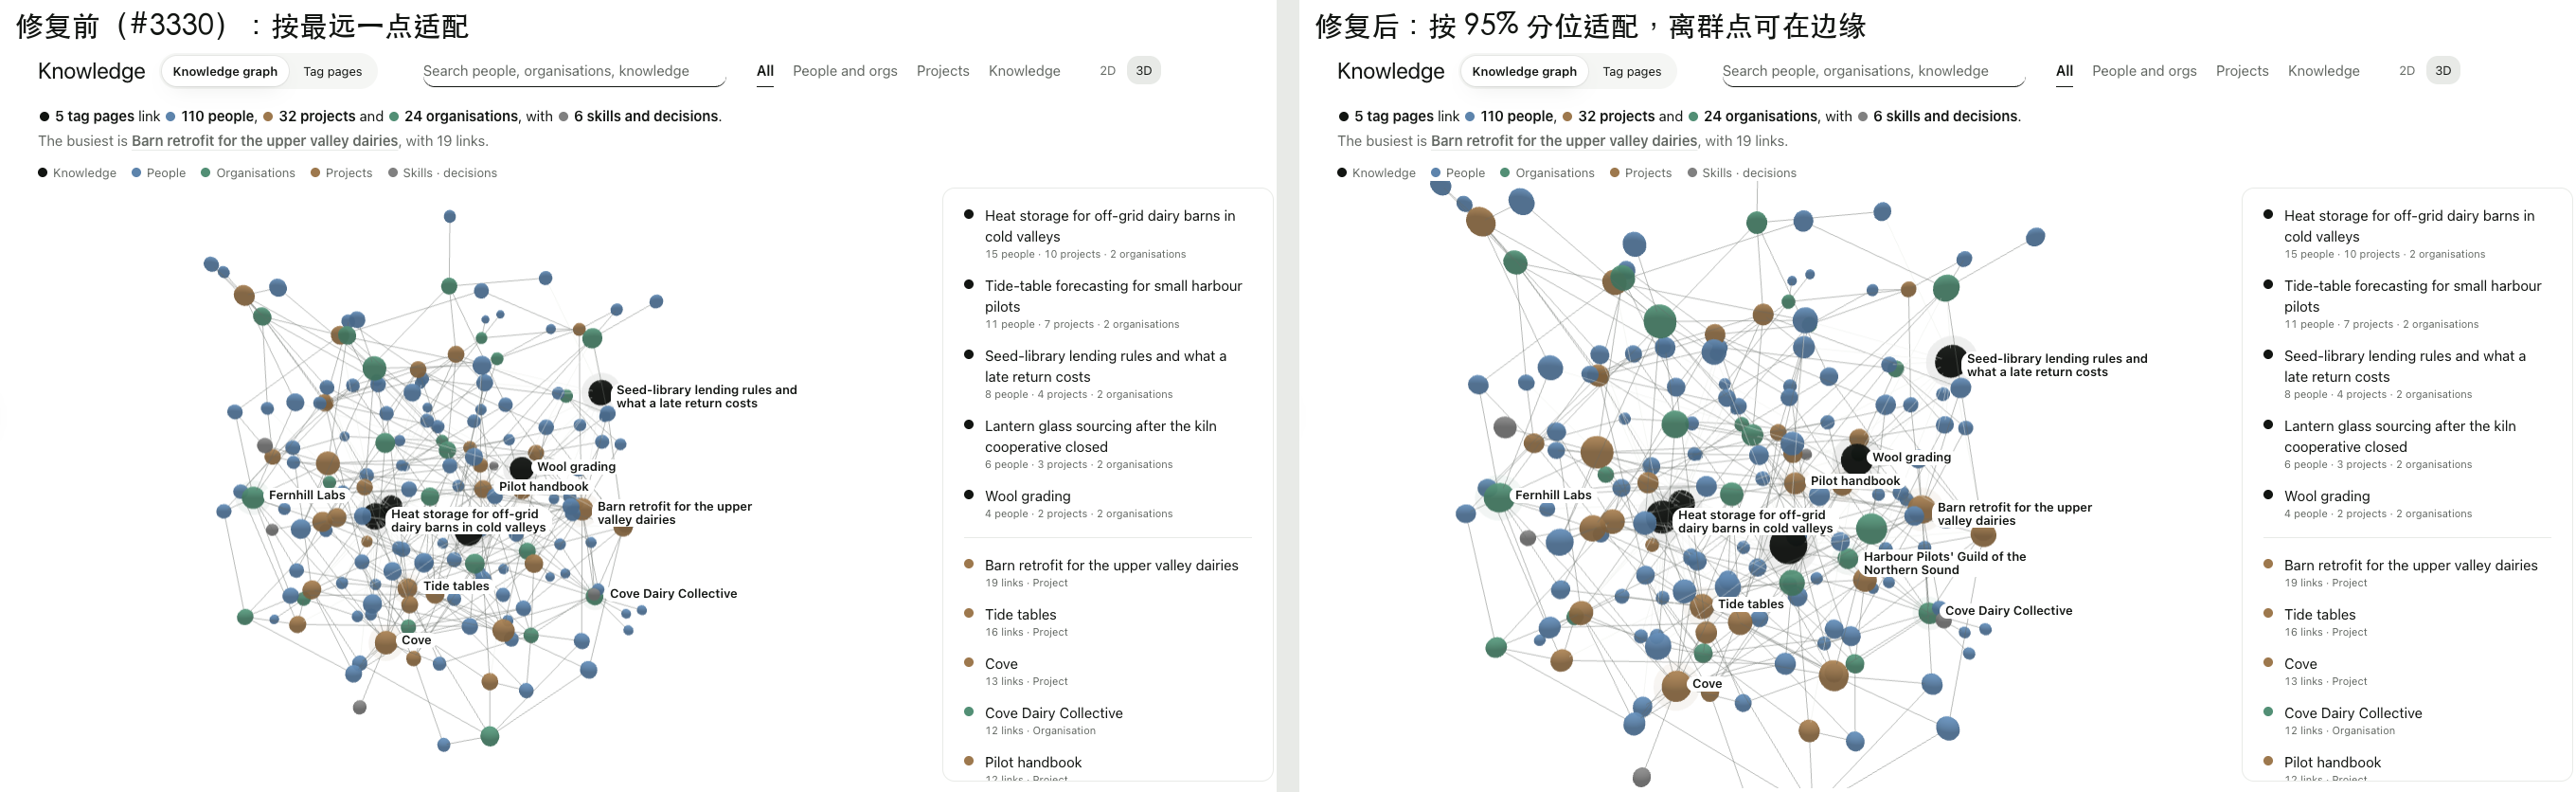 修复前（#3330）：按最远一点适配
Knowledge
Knowledge graph
Tag pages
Search people, organisations, knowledge
All
People and orgs
Projects
Knowledge
2D
3D
5 tag pages link 110 people, 32 projects and 24 organisations, with 6 skills and decisions.
The busiest is Barn retrofit for the upper valley dairies, with 19 links.
Knowledge
People
Organisations
Projects
Skills · decisions
Seed-library lending rules and
what a late return costs
Wool grading
Pilot handbook
Fernhill Labs
Barn retrofit for the upper
valley dairies
Heat storage for off-grid
dairy barns in cold valleys
Tide tables
Cove Dairy Collective
Cove
Heat storage for off-grid dairy barns in
cold valleys
15 people · 10 projects · 2 organisations
Tide-table forecasting for small harbour
pilots
11 people · 7 projects · 2 organisations
Seed-library lending rules and what a
late return costs
8 people · 4 projects · 2 organisations
Lantern glass sourcing after the kiln
cooperative closed
6 people · 3 projects · 2 organisations
Wool grading
4 people · 2 projects · 2 organisations
Barn retrofit for the upper valley dairies
19 links · Project
Tide tables
16 links · Project
Cove
13 links · Project
Cove Dairy Collective
12 links · Organisation
Pilot handbook
12 links · Project
修复后：按 95% 分位适配，离群点可在边缘
Knowledge
Knowledge graph
Tag pages
Search people, organisations, knowledge
All
People and orgs
Projects
Knowledge
2D
3D
5 tag pages link 110 people, 32 projects and 24 organisations, with 6 skills and decisions.
The busiest is Barn retrofit for the upper valley dairies, with 19 links.
Knowledge
People
Organisations
Projects
Skills · decisions
Seed-library lending rules and
what a late return costs
Wool grading
Pilot handbook
Fernhill Labs
Barn retrofit for the upper
valley dairies
Heat storage for off-grid
dairy barns in cold valleys
Harbour Pilots' Guild of the
Northern Sound
Tide tables
Cove Dairy Collective
Cove
Heat storage for off-grid dairy barns in
cold valleys
15 people · 10 projects · 2 organisations
Tide-table forecasting for small harbour
pilots
11 people · 7 projects · 2 organisations
Seed-library lending rules and what a
late return costs
8 people · 4 projects · 2 organisations
Lantern glass sourcing after the kiln
cooperative closed
6 people · 3 projects · 2 organisations
Wool grading
4 people · 2 projects · 2 organisations
Barn retrofit for the upper valley dairies
19 links · Project
Tide tables
16 links · Project
Cove
13 links · Project
Cove Dairy Collective
12 links · Organisation
Pilot handbook
12 links · Project